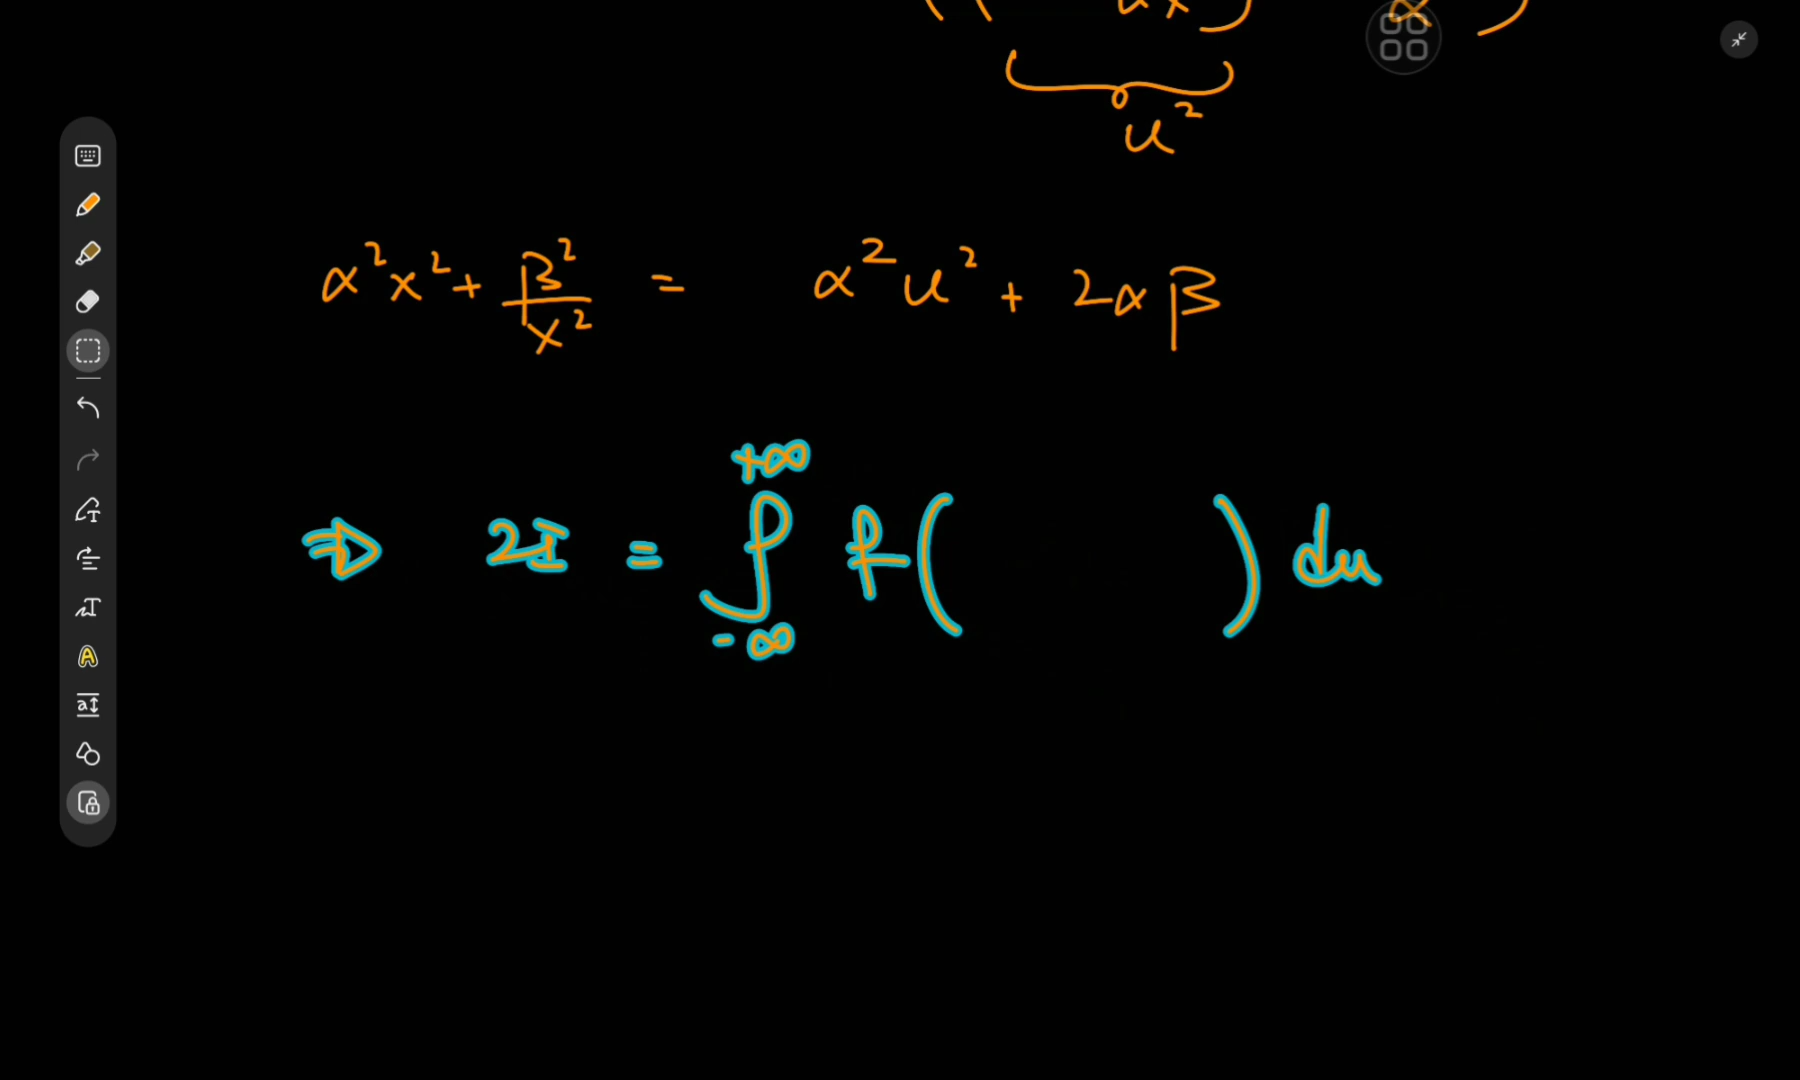 u²
α²x² + β²/x² = α²u² + 2αβ
⇒ 2I = ∫_{-∞}^{+∞} f( ) du